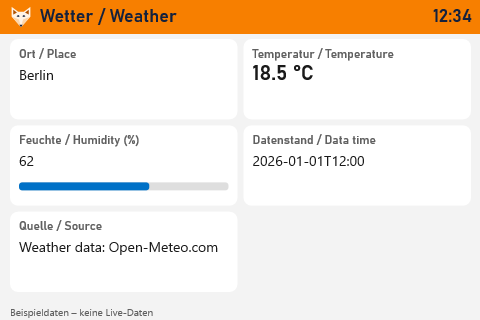 Wetter / Weather 12:34
Ort / Place
Berlin
Temperatur / Temperature
18.5 °C
Feuchte / Humidity (%)
62
Datenstand / Data time
2026-01-01T12:00
Quelle / Source
Weather data: Open-Meteo.com
Beispieldaten – keine Live-Daten